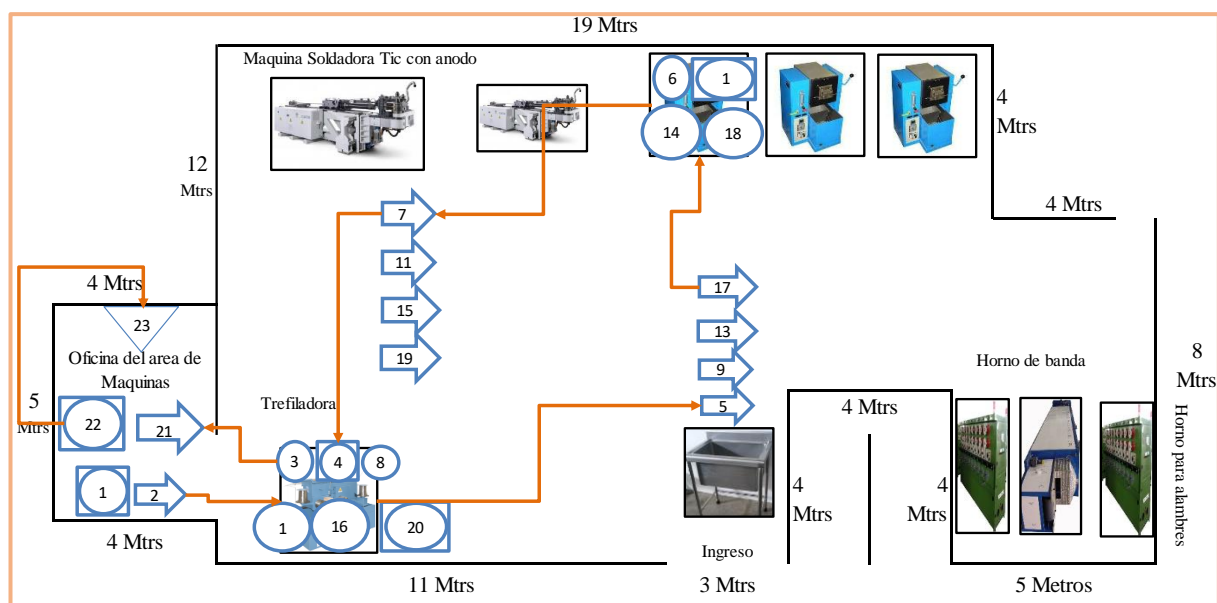 19 Mtrs
Maquina Soldadora Tic con anodo
6
1
14
18
4
Mtrs
12
Mtrs
4 Mtrs
7
11
15
19
17
13
9
5
4 Mtrs
23
Oficina del area de
Maquinas
5
Mtrs
22
21
1
2
4 Mtrs
Trefiladora
3
4
8
1
16
20
Horno de banda
8
Mtrs
Horno para alambres
4 Mtrs
4
Mtrs
4
Mtrs
Ingreso
11 Mtrs
3 Mtrs
5 Metros